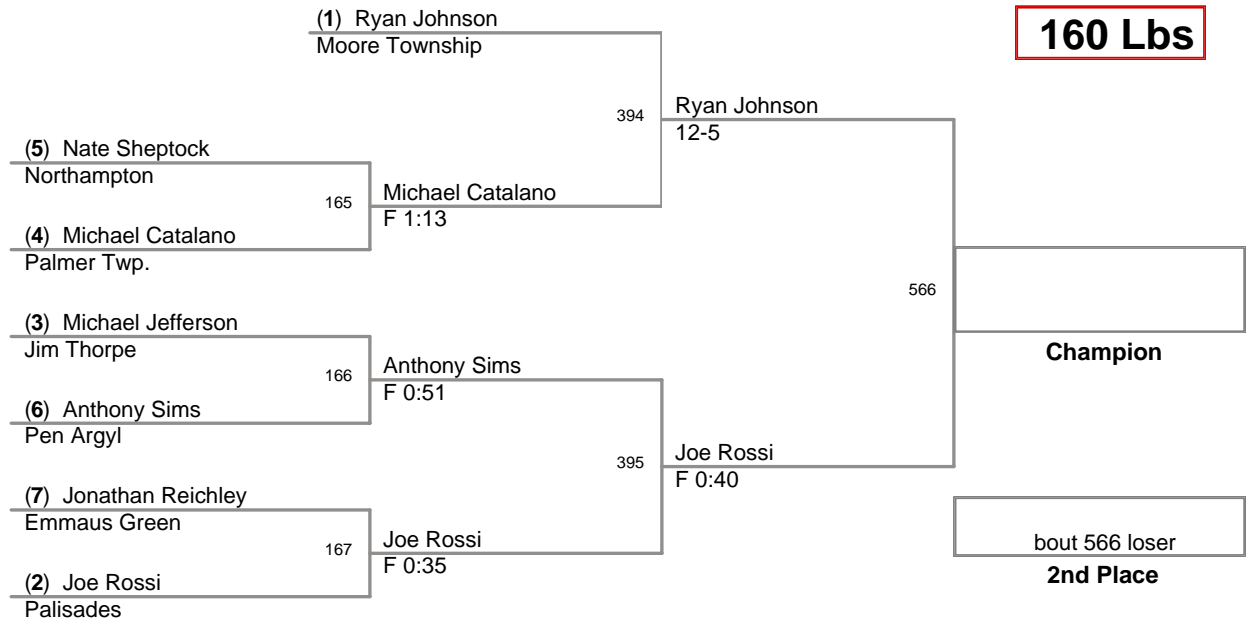 (1) Ryan Johnson
Moore Township
160 Lbs
394
Ryan Johnson
12-5
(5) Nate Sheptock
Northampton
165
Michael Catalano
F 1:13
(4) Michael Catalano
Palmer Twp.
566
(3) Michael Jefferson
Jim Thorpe
Champion
166
Anthony Sims
F 0:51
(6) Anthony Sims
Pen Argyl
395
Joe Rossi
F 0:40
(7) Jonathan Reichley
Emmaus Green
167
Joe Rossi
F 0:35
bout 566 loser
2nd Place
(2) Joe Rossi
Palisades